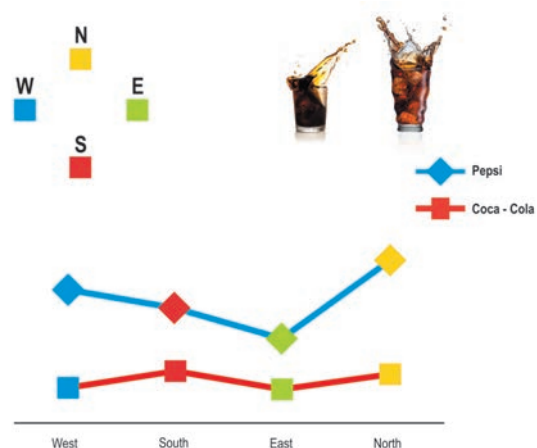 N
W
E
S
Pepsi
Coca - Cola
West
South
East
North